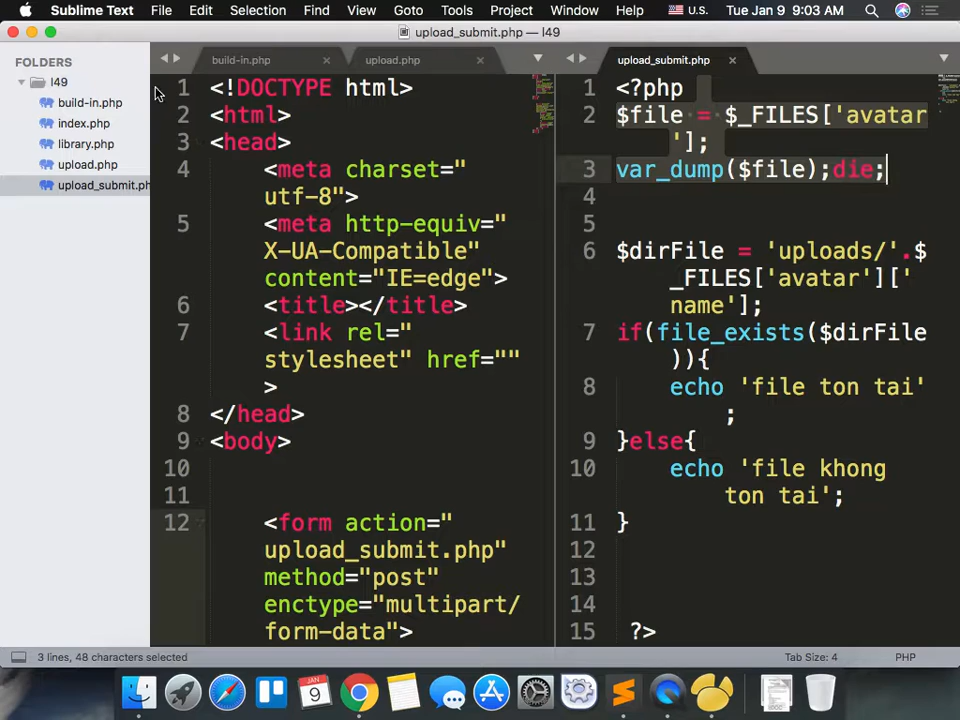 Sublime Text File Edit Selection Find View Goto Tools Project Window Help U.S. Tue Jan 9 9:03 AM
upload_submit.php — l49
FOLDERS
l49
build-in.php
index.php
library.php
upload.php
upload_submit.ph
build-in.php upload.php
1 <!DOCTYPE html>
2 <html>
3 <head>
4 <meta charset="
utf-8">
5 <meta http-equiv="
X-UA-Compatible"
content="IE=edge">
6 <title></title>
7 <link rel="
stylesheet" href=""
>
8 </head>
9 <body>
10
11
12 <form action="
upload_submit.php"
method="post"
enctype="multipart/
form-data">
upload_submit.php
1 <?php
2 $file = $_FILES['avatar
'];
3 var_dump($file);die;
4
5
6 $dirFile = 'uploads/'.$
_FILES['avatar']['
name'];
7 if(file_exists($dirFile
)){
8 echo 'file ton tai'
;
9 }else{
10 echo 'file khong
ton tai';
11 }
12
13
14
15 ?>
3 lines, 48 characters selected
Tab Size: 4
PHP
JAN
9